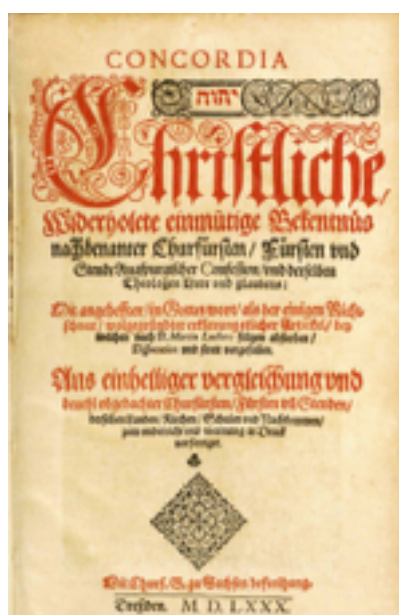 CONCORDIA
יהוה
Christliche/
Widerholete einmütige Bekentnüs
nachbenanter Churfürsten/ Fürsten vnd
Stende Augspurgischer Confession/ vnd derselben
Theologen Lere vnd glaubens:
Mit angeheffter/ in Gottes wort/ als der einigen Richt-
schnur/ wolgegründter erklerung etlicher Artickel/ bey
welchen nach D. Martin Luthers seligen absterben/
Disputation vnd streit vorgefallen.
Aus einhelliger vergleichung vnd
beuehl obgedachter Churfürsten/ Fürsten vnd Stenden/
derselben Landen/ Kirchen/ Schulen vnd Nachkommen/
zum vnderricht vnd warnung in Druck
vorfertiget.
Mit Churf. G. zu Sachsen befreihung.
Dresden. M. D. LXXX.